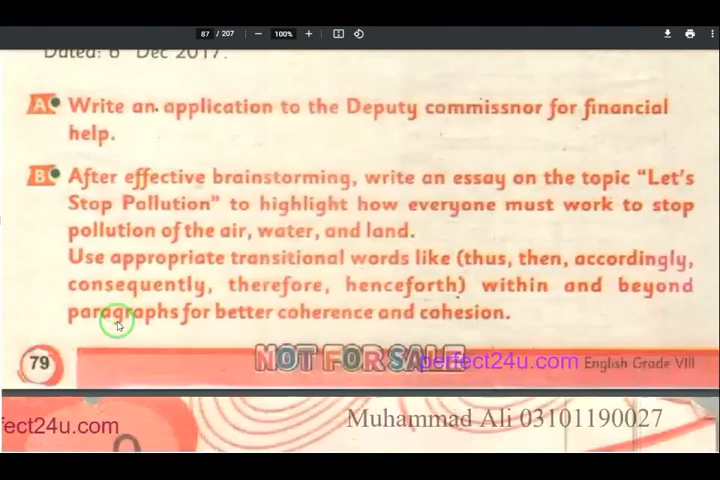 87 / 207
100%
Dated: 6 Dec 2017.
A Write an application to the Deputy commissnor for financial
help.
B After effective brainstorming, write an essay on the topic “Let's
Stop Pollution” to highlight how everyone must work to stop
pollution of the air, water, and land.
Use appropriate transitional words like (thus, then, accordingly,
consequently, therefore, henceforth) within and beyond
paragraphs for better coherence and cohesion.
79 NOT FOR SALE perfect24u.com English Grade VIII
fect24u.com Muhammad Ali 03101190027